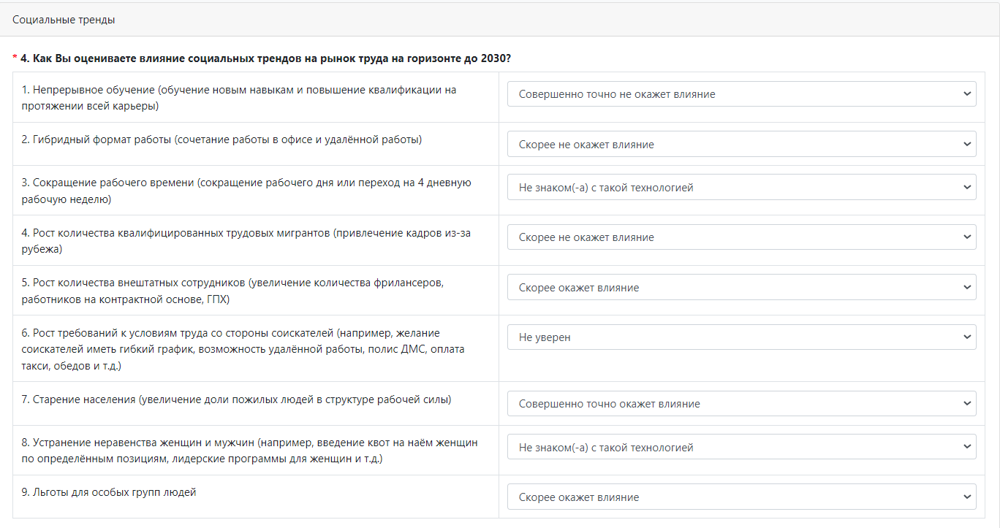 Социальные тренды
* 4. Как Вы оцениваете влияние социальных трендов на рынок труда на горизонте до 2030?
1. Непрерывное обучение (обучение новым навыкам и повышение квалификации на
протяжении всей карьеры)
Совершенно точно не окажет влияние
2. Гибридный формат работы (сочетание работы в офисе и удалённой работы)
Скорее не окажет влияние
3. Сокращение рабочего времени (сокращение рабочего дня или переход на 4 дневную
рабочую неделю)
Не знаком(-а) с такой технологией
4. Рост количества квалифицированных трудовых мигрантов (привлечение кадров из-за
рубежа)
Скорее не окажет влияние
5. Рост количества внештатных сотрудников (увеличение количества фрилансеров,
работников на контрактной основе, ГПХ)
Скорее окажет влияние
6. Рост требований к условиям труда со стороны соискателей (например, желание
соискателей иметь гибкий график, возможность удалённой работы, полис ДМС, оплата
такси, обедов и т.д.)
Не уверен
7. Старение населения (увеличение доли пожилых людей в структуре рабочей силы)
Совершенно точно окажет влияние
8. Устранение неравенства женщин и мужчин (например, введение квот на наём женщин
по определённым позициям, лидерские программы для женщин и т.д.)
Не знаком(-а) с такой технологией
9. Льготы для особых групп людей
Скорее окажет влияние